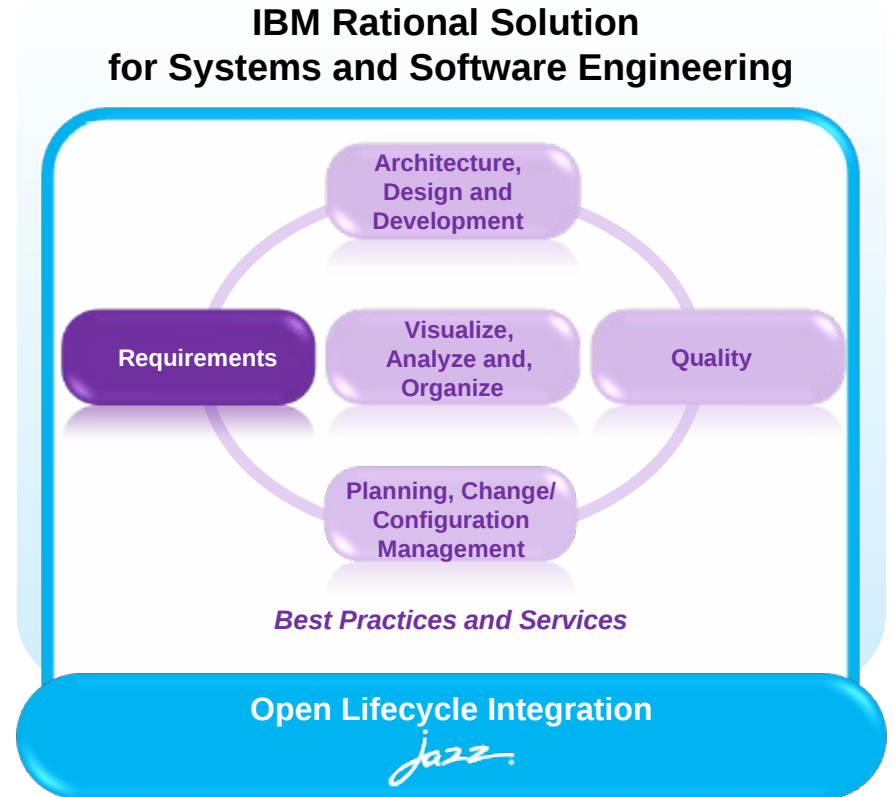 IBM Rational Solution
for Systems and Software Engineering
Architecture,
Design and
Development
Requirements
Visualize,
Analyze and,
Organize
Quality
Planning, Change/
Configuration
Management
Best Practices and Services
Open Lifecycle Integration
jazz